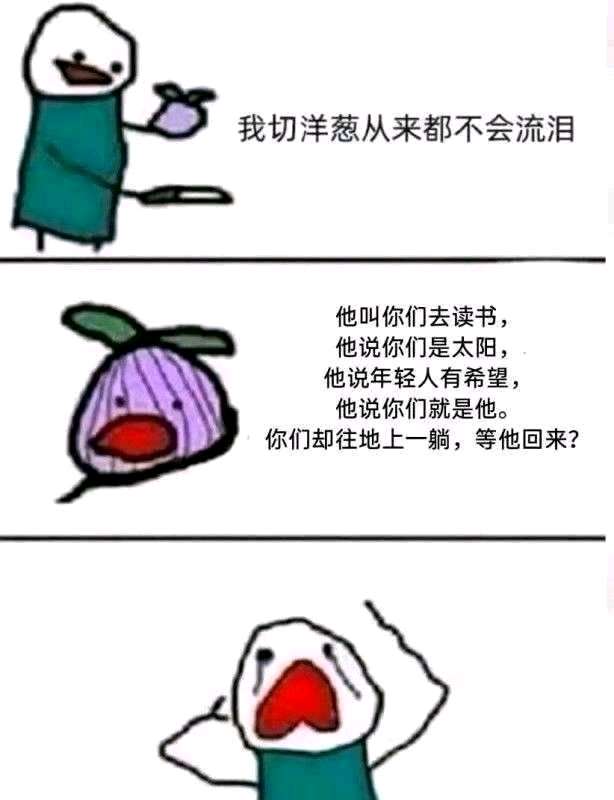 我切洋葱从来都不会流泪
他叫你们去读书，
他说你们是太阳，
他说年轻人有希望，
他说你们就是他。
你们却往地上一躺，等他回来？